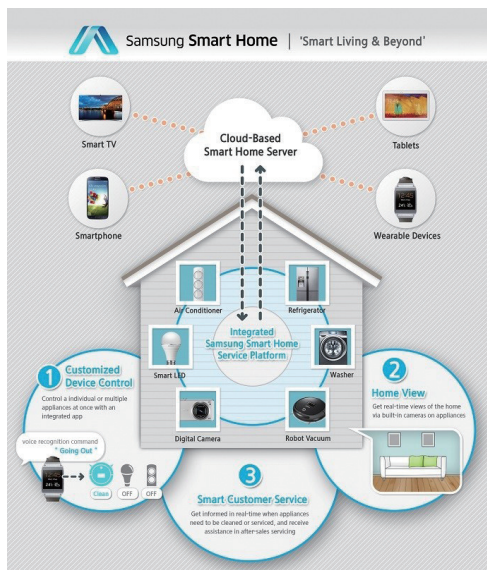 Samsung Smart Home | 'Smart Living & Beyond'
Cloud-Based
Smart Home Server
Smart TV
Tablets
Smartphone
Wearable Devices
Air Conditioner
Refrigerator
Integrated
Samsung Smart Home
Service Platform
Smart LED
Washer
Digital Camera
Robot Vacuum
1
Customized
Device Control
Control a individual or multiple
appliances at once with an
integrated app
voice recognition command
" Going Out "
Clean
OFF
OFF
2
Home View
Get real-time views of the home
via built-in cameras on appliances
3
Smart Customer Service
Get informed in real-time when appliances
need to be cleaned or serviced, and receive
assistance in after-sales servicing